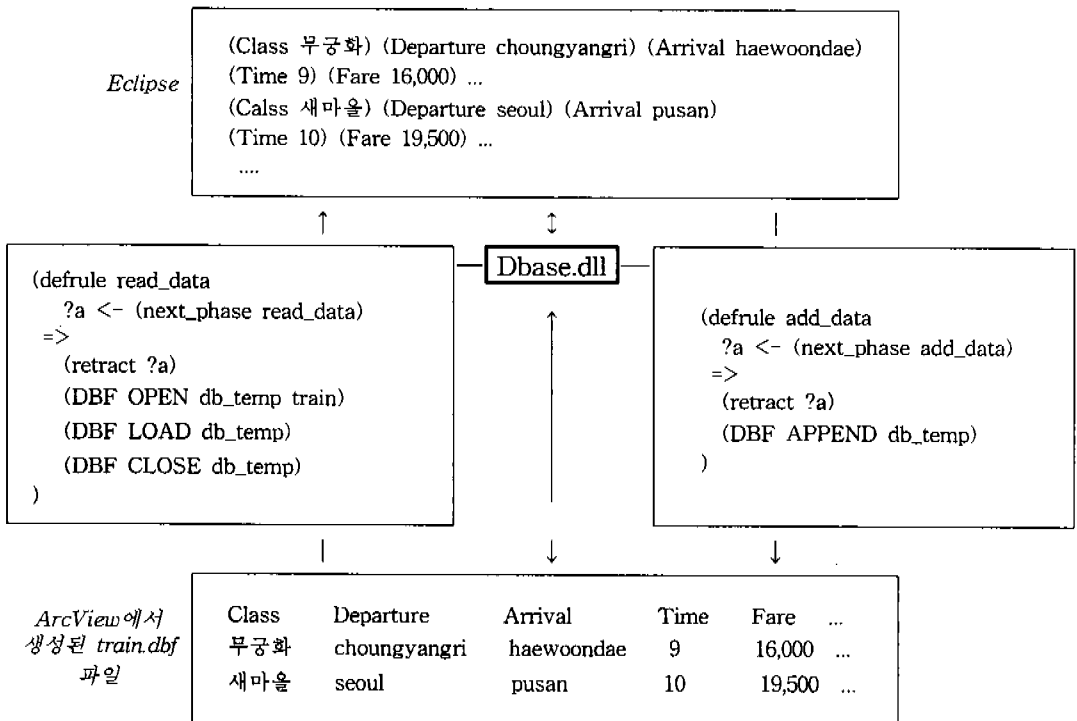 Eclipse
(Class 무궁화) (Departure choungyangri) (Arrival haewoondae)
(Time 9) (Fare 16,000) ...
(Calss 새마을) (Departure seoul) (Arrival pusan)
(Time 10) (Fare 19,500) ...
....
Dbase.dll
(defrule read_data
?a <- (next_phase read_data)
=>
(retract ?a)
(DBF OPEN db_temp train)
(DBF LOAD db_temp)
(DBF CLOSE db_temp)
)
(defrule add_data
?a <- (next_phase add_data)
=>
(retract ?a)
(DBF APPEND db_temp)
)
ArcView에서
생성된 train.dbf
파일
Class Departure Arrival Time Fare ...
무궁화 choungyangri haewoondae 9 16,000 ...
새마을 seoul pusan 10 19,500 ...